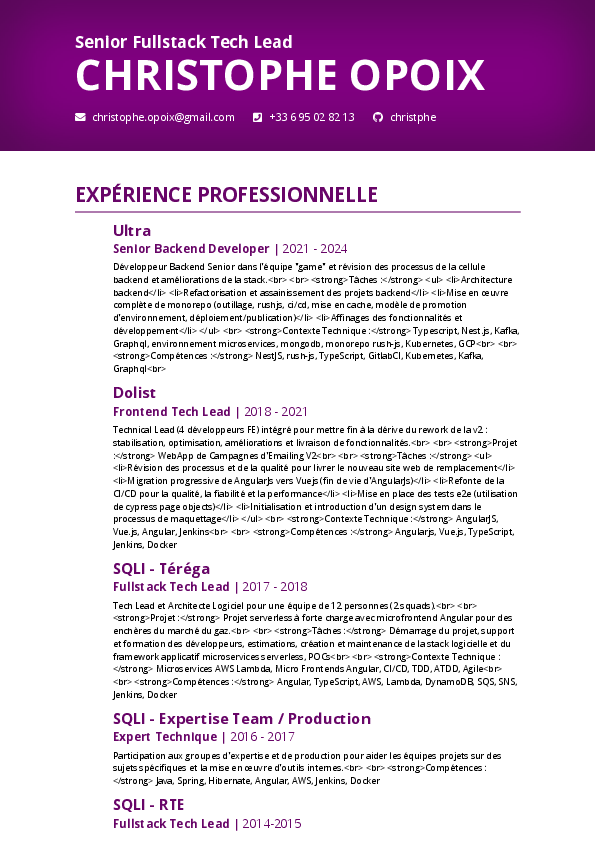 Senior Fullstack Tech Lead
CHRISTOPHE OPOIX
christophe.opoix@gmail.com +33 6 95 02 82 13 christphe
EXPÉRIENCE PROFESSIONNELLE
Ultra
Senior Backend Developer | 2021 - 2024
Développeur Backend Senior dans l'équipe "game" et révision des processus de la cellule
backend et améliorations de la stack.<br> <br> <strong>Tâches :</strong> <ul> <li>Architecture
backend</li> <li>Refactorisation et assainissement des projets backend</li> <li>Mise en œuvre
complète de monorepo (outillage, rushjs, ci/cd, mise en cache, modèle de promotion
d'environnement, déploiement/publication)</li> <li>Affinages des fonctionnalités et
développement</li> </ul> <br> <strong>Contexte Technique :</strong> Typescript, Nest.js, Kafka,
Graphql, environnement microservices, mongodb, monorepo rush-js, Kubernetes, GCP<br> <br>
<strong>Compétences :</strong> NestJS, rush-js, TypeScript, GitlabCI, Kubernetes, Kafka,
Graphql<br>
Dolist
Frontend Tech Lead | 2018 - 2021
Technical Lead (4 développeurs FE) intégré pour mettre fin à la dérive du rework de la v2 :
stabilisation, optimisation, améliorations et livraison de fonctionnalités.<br> <br> <strong>Projet
:</strong> WebApp de Campagnes d'Emailing V2<br> <br> <strong>Tâches :</strong> <ul>
<li>Révision des processus et de la qualité pour livrer le nouveau site web de remplacement</li>
<li>Migration progressive de AngularJs vers Vuejs (fin de vie d'AngularJs)</li> <li>Refonte de la
CI/CD pour la qualité, la fiabilité et la performance</li> <li>Mise en place des tests e2e (utilisation
de cypress page objects)</li> <li>Initialisation et introduction d'un design system dans le
processus de maquettage</li> </ul> <br> <strong>Contexte Technique :</strong> AngularJS,
Vue.js, Angular, Jenkins<br> <br> <strong>Compétences :</strong> Angularjs, Vue.js, TypeScript,
Jenkins, Docker
SQLI - Téréga
Fullstack Tech Lead | 2017 - 2018
Tech Lead et Architecte Logiciel pour une équipe de 12 personnes (2 squads).<br> <br>
<strong>Projet :</strong> Projet serverless à forte charge avec microfrontend Angular pour des
enchères du marché du gaz.<br> <br> <strong>Tâches :</strong> Démarrage du projet, support
et formation des développeurs, estimations, création et maintenance de la stack logicielle et du
framework applicatif microservices serverless, POCs<br> <br> <strong>Contexte Technique :
</strong> Microservices AWS Lambda, Micro Frontends Angular, CI/CD, TDD, ATDD, Agile<br>
<br> <strong>Compétences :</strong> Angular, TypeScript, AWS, Lambda, DynamoDB, SQS, SNS,
Jenkins, Docker
SQLI - Expertise Team / Production
Expert Technique | 2016 - 2017
Participation aux groupes d'expertise et de production pour aider les équipes projets sur des
sujets spécifiques et la mise en œuvre d'outils internes.<br> <br> <strong>Compétences :
</strong> Java, Spring, Hibernate, Angular, AWS, Jenkins, Docker
SQLI - RTE
Fullstack Tech Lead | 2014-2015